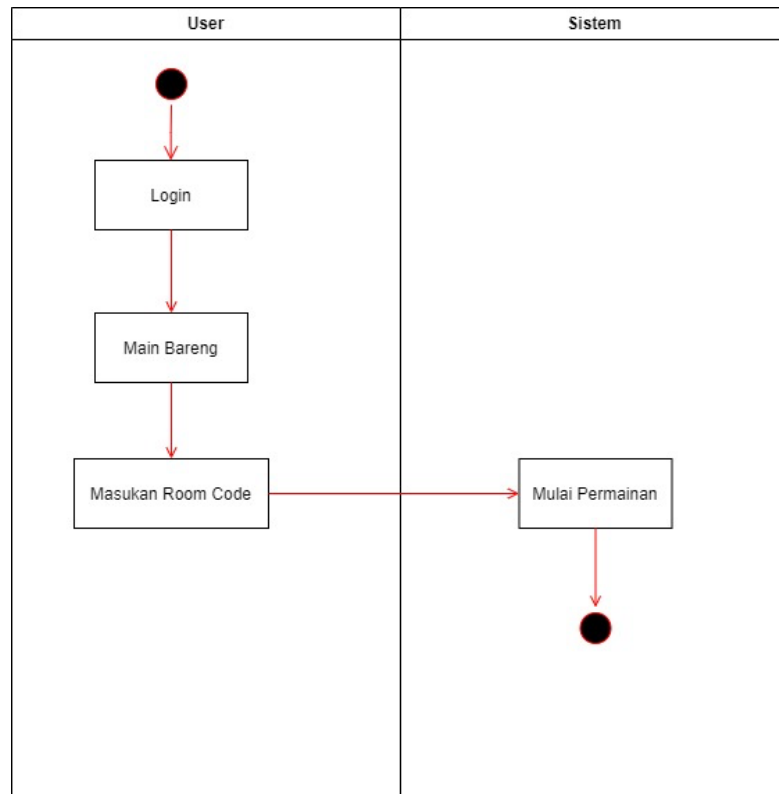 User
Sistem
Login
Main Bareng
Masukan Room Code
Mulai Permainan